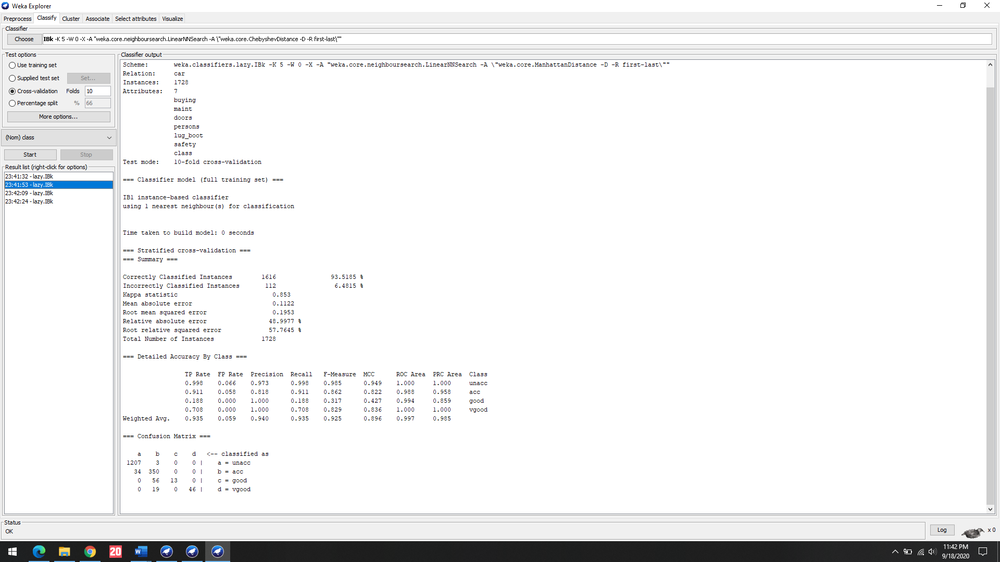 Weka Explorer
Preprocess Classify Cluster Associate Select attributes Visualize
Classifier
Choose IBk -K 5 -W 0 -X -A "weka.core.neighboursearch.LinearNNSearch -A \"weka.core.ChebyshevDistance -D -R first-last\""
Test options
Use training set
Supplied test set Set...
Cross-validation Folds 10
Percentage split % 66
More options...
(Nom) class
Start Stop
Result list (right-click for options)
23:41:32 - lazy.IBk
23:41:53 - lazy.IBk
23:42:09 - lazy.IBk
23:42:24 - lazy.IBk
Classifier output
Scheme: weka.classifiers.lazy.IBk -K 5 -W 0 -X -A "weka.core.neighboursearch.LinearNNSearch -A \"weka.core.ManhattanDistance -D -R first-last\""
Relation: car
Instances: 1728
Attributes: 7
buying
maint
doors
persons
lug_boot
safety
class
Test mode: 10-fold cross-validation
=== Classifier model (full training set) ===
IB1 instance-based classifier
using 1 nearest neighbour(s) for classification
Time taken to build model: 0 seconds
=== Stratified cross-validation ===
=== Summary ===
Correctly Classified Instances 1616 93.5185 %
Incorrectly Classified Instances 112 6.4815 %
Kappa statistic 0.853
Mean absolute error 0.1122
Root mean squared error 0.1953
Relative absolute error 48.9977 %
Root relative squared error 57.7645 %
Total Number of Instances 1728
=== Detailed Accuracy By Class ===
TP Rate FP Rate Precision Recall F-Measure MCC ROC Area PRC Area Class
0.998 0.066 0.973 0.998 0.985 0.949 1.000 1.000 unacc
0.911 0.058 0.818 0.911 0.862 0.822 0.988 0.958 acc
0.188 0.000 1.000 0.188 0.317 0.427 0.994 0.859 good
0.708 0.000 1.000 0.708 0.829 0.836 1.000 1.000 vgood
Weighted Avg. 0.935 0.059 0.940 0.935 0.925 0.896 0.997 0.985
=== Confusion Matrix ===
a b c d <-- classified as
1207 3 0 0 | a = unacc
34 350 0 0 | b = acc
0 56 13 0 | c = good
0 19 0 46 | d = vgood
Status
OK
Log x 0
20
W
11:42 PM
9/18/2020